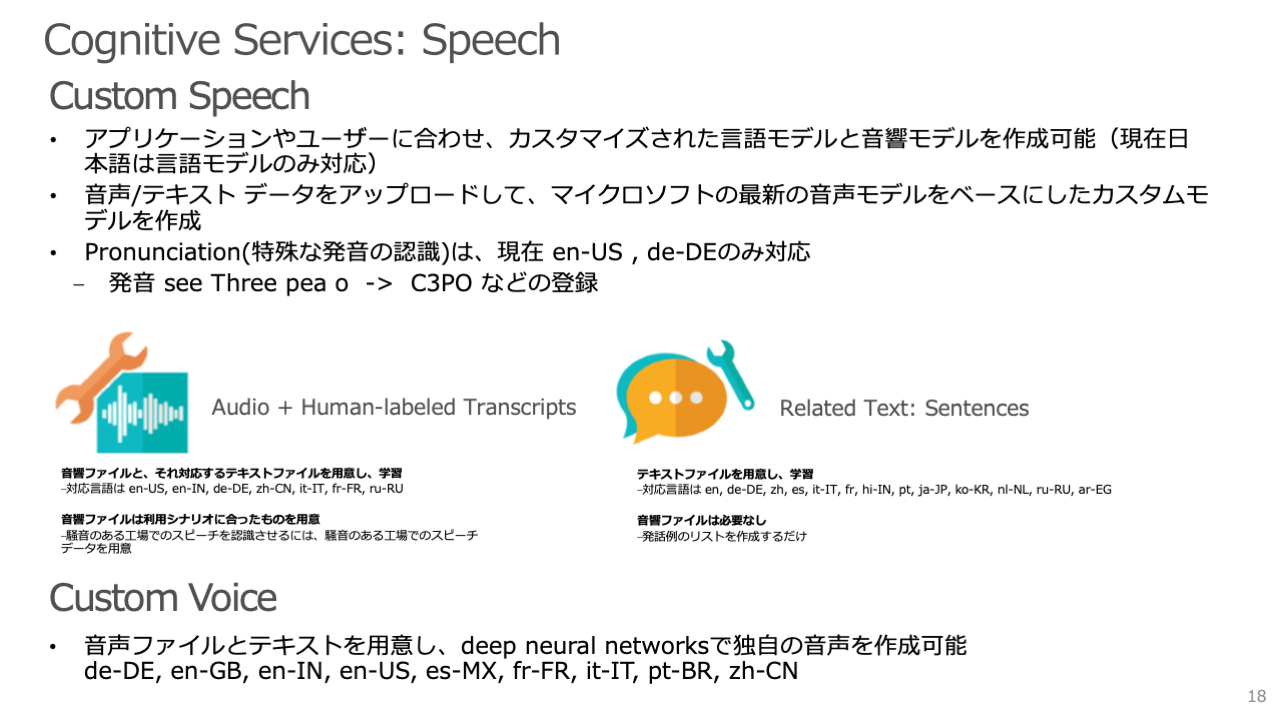 Cognitive Services: Speech
Custom Speech
• アプリケーションやユーザーに合わせ、カスタマイズされた言語モデルと音響モデルを作成可能（現在日
本語は言語モデルのみ対応）
• 音声/テキスト データをアップロードして、マイクロソフトの最新の音声モデルをベースにしたカスタムモ
デルを作成
• Pronunciation(特殊な発音の認識)は、現在 en-US , de-DEのみ対応
– 発音 see Three pea o -> C3PO などの登録
Audio + Human-labeled Transcripts
音響ファイルと、それ対応するテキストファイルを用意し、学習
–対応言語は en-US, en-IN, de-DE, zh-CN, it-IT, fr-FR, ru-RU
音響ファイルは利用シナリオに合ったものを用意
–騒音のある工場でのスピーチを認識させるには、騒音のある工場でのスピーチ
データを用意
Related Text: Sentences
テキストファイルを用意し、学習
–対応言語は en, de-DE, zh, es, it-IT, fr, hi-IN, pt, ja-JP, ko-KR, nl-NL, ru-RU, ar-EG
音響ファイルは必要なし
–発話例のリストを作成するだけ
Custom Voice
• 音声ファイルとテキストを用意し、deep neural networksで独自の音声を作成可能
de-DE, en-GB, en-IN, en-US, es-MX, fr-FR, it-IT, pt-BR, zh-CN
18